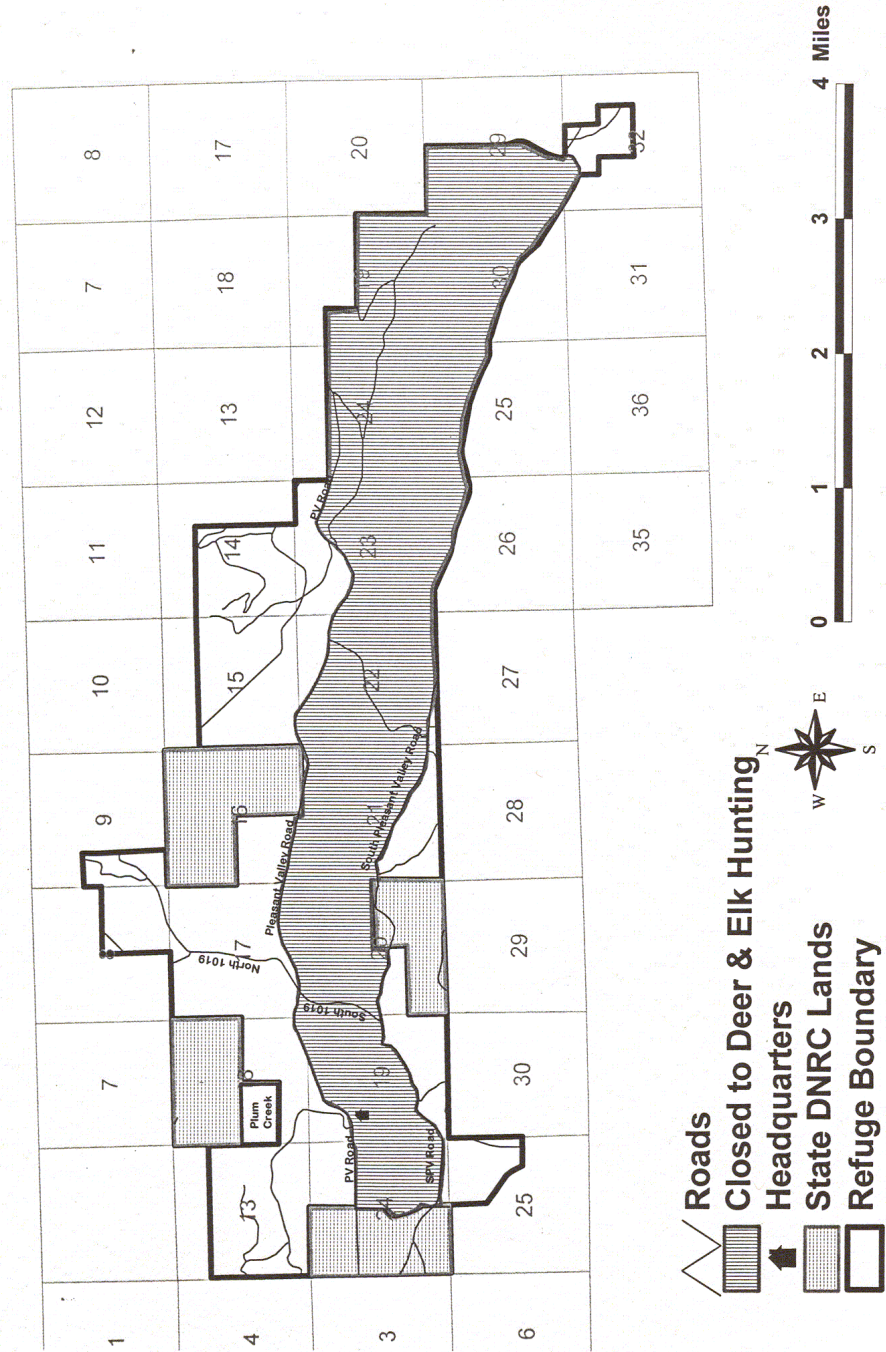 1 7 9 10 11 12 7 8
4 13 17 16 15 14 13 18 17
Plum
Creek
North 1019
Pleasant Valley Road
PV Road
PV Road
3 24 19 20 21 22 23 24 19 20
South 1019
South Pleasant Valley Road
SPV Road
6 25 30 29 28 27 26 25 30 29
35 36 31 32
Roads
Closed to Deer & Elk Hunting
Headquarters
State DNRC Lands
Refuge Boundary
N
W E
S
0 1 2 3 4 Miles